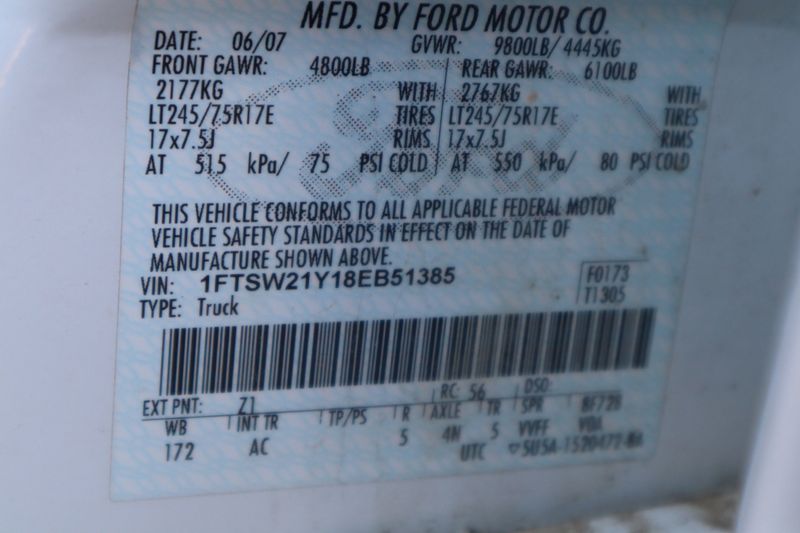 MFD. BY FORD MOTOR CO.
DATE: 06/07 GVWR: 9800LB/ 4445KG
FRONT GAWR: 4800LB REAR GAWR: 6100LB
2177KG WITH 2767KG WITH
LT245/75R17E TIRES LT245/75R17E TIRES
17x7.5J RIMS 17x7.5J RIMS
AT 515 kPa/ 75 PSI COLD AT 550 kPa/ 80 PSI COLD
THIS VEHICLE CONFORMS TO ALL APPLICABLE FEDERAL MOTOR
VEHICLE SAFETY STANDARDS IN EFFECT ON THE DATE OF
MANUFACTURE SHOWN ABOVE.
VIN: 1FTSW21Y18EB51385 F0173
TYPE: Truck T1305
EXT PNT: Z1 RC: 56 DSO:
WB INT TR TP/PS R AXLE TR SPR
172 AC 5 4N 5 VVFF
UTC